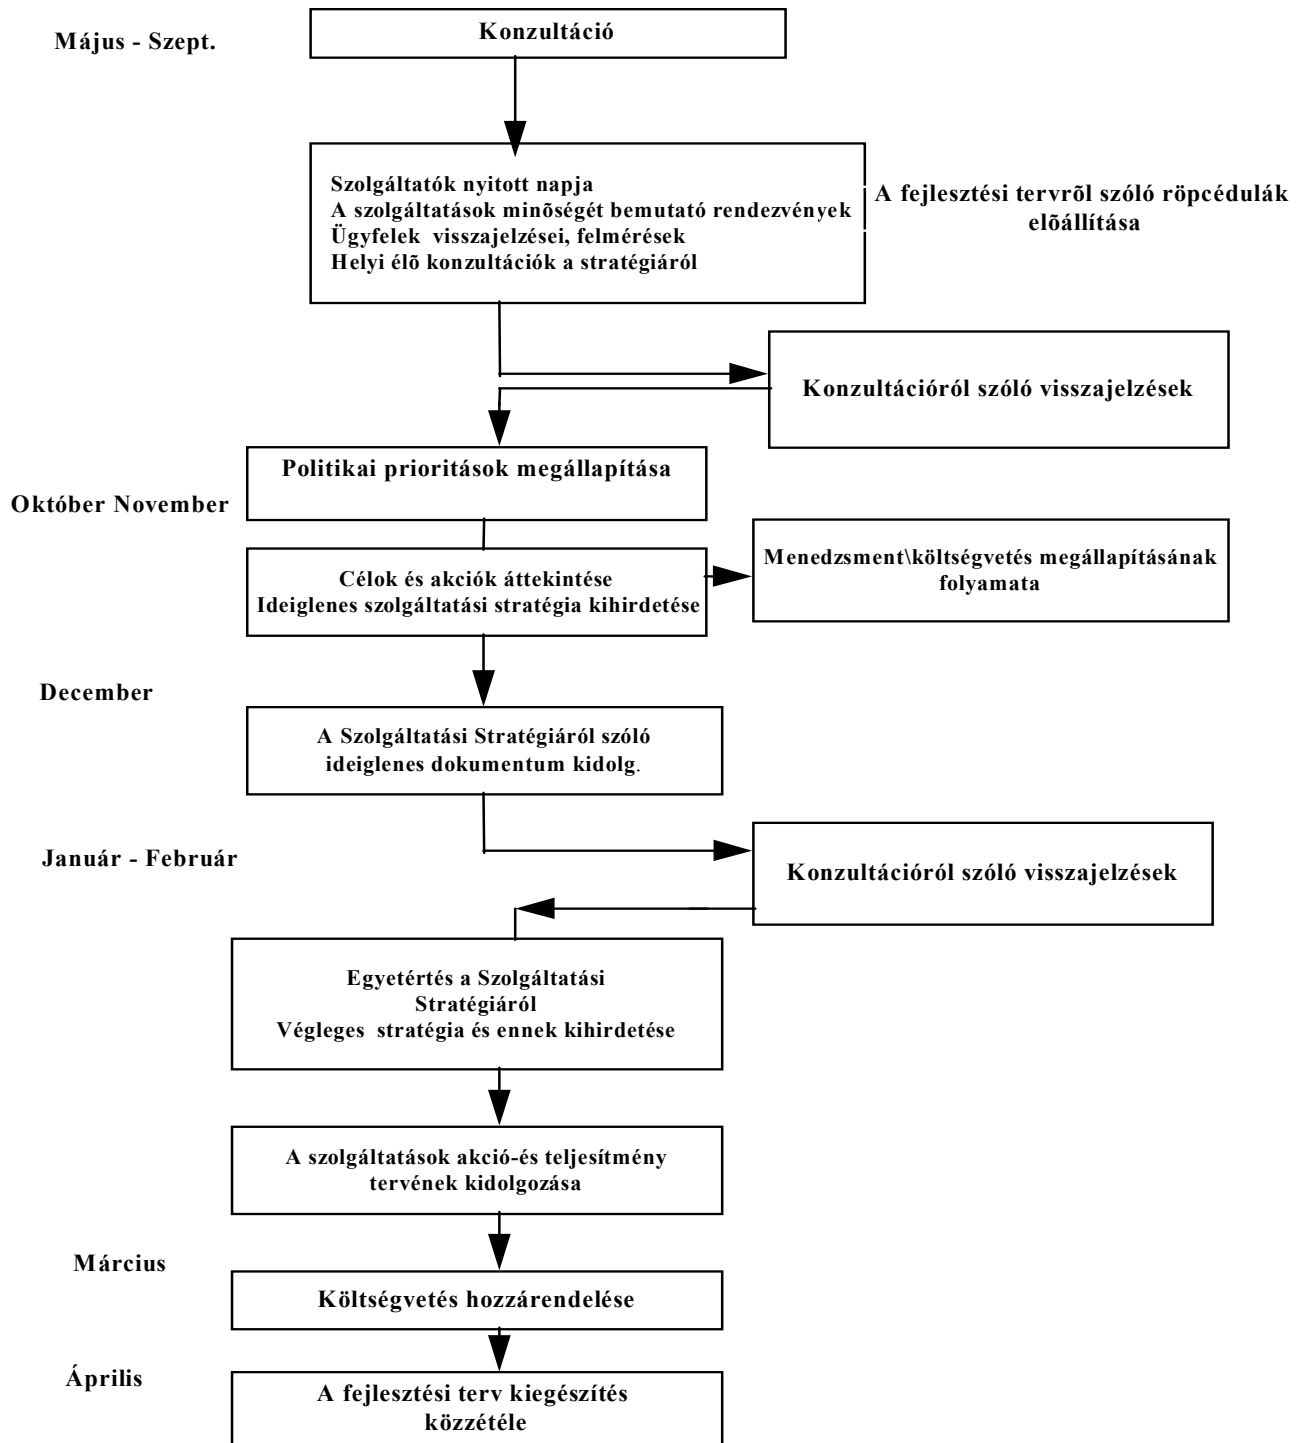 Május - Szept.
Konzultáció
Szolgáltatók nyitott napja
A szolgáltatások minõségét bemutató rendezvények
Ügyfelek visszajelzései, felmérések
Helyi élõ konzultációk a stratégiáról
A fejlesztési tervrõl szóló röpcédulák
elõállítása
Konzultációról szóló visszajelzések
Politikai prioritások megállapítása
Október November
Célok és akciók áttekintése
Ideiglenes szolgáltatási stratégia kihirdetése
Menedzsment\költségvetés megállapításának
folyamata
December
A Szolgáltatási Stratégiáról szóló
ideiglenes dokumentum kidolg.
Január - Február
Konzultációról szóló visszajelzések
Egyetértés a Szolgáltatási
Stratégiáról
Végleges stratégia és ennek kihirdetése
A szolgáltatások akció-és teljesítmény
tervének kidolgozása
Március
Költségvetés hozzárendelése
Április
A fejlesztési terv kiegészítés
közzétéle